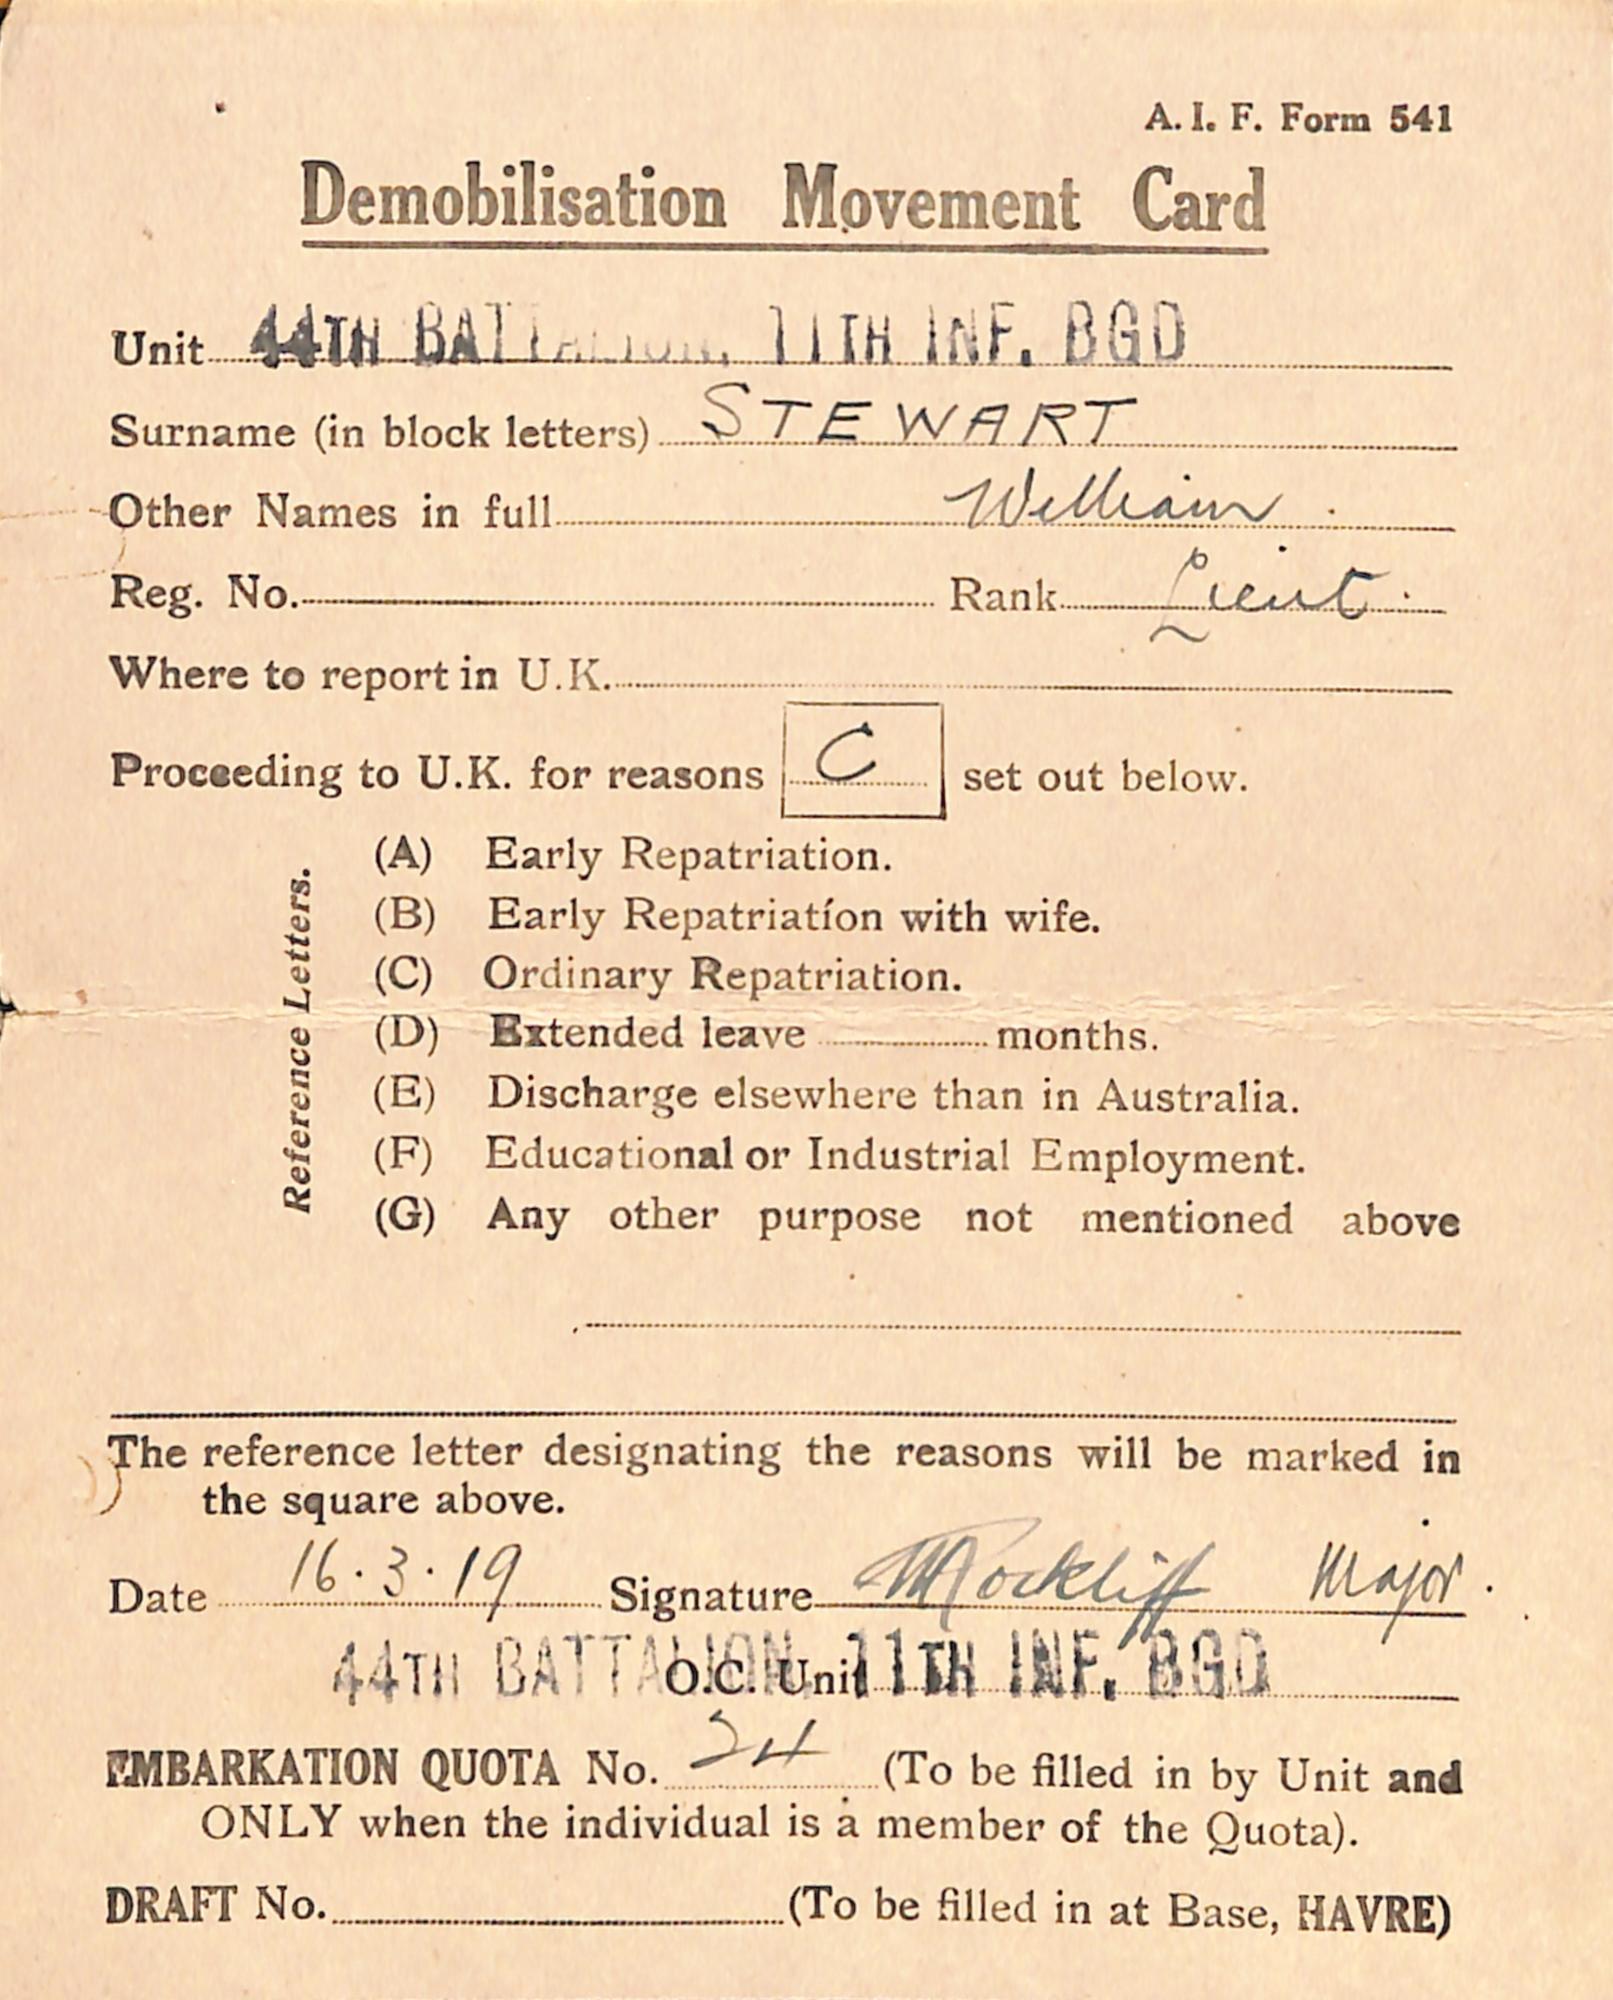 A. I. F. Form 541
Demobilisation Movement Card
Unit 44TH BATTALION, 11TH INF. BGD
Surname (in block letters) STEWART
Other Names in full William
Reg. No. Rank Lieut
Where to report in U.K.
Proceeding to U.K. for reasons C set out below.
Reference Letters.
(A) Early Repatriation.
(B) Early Repatriation with wife.
(C) Ordinary Repatriation.
(D) Extended leave months.
(E) Discharge elsewhere than in Australia.
(F) Educational or Industrial Employment.
(G) Any other purpose not mentioned above
The reference letter designating the reasons will be marked in
the square above.
Date 16.3.19 Signature Rockliff Major.
44TH BATTALION, 11TH INF. BGD
O.C. Unit
EMBARKATION QUOTA No. 24 (To be filled in by Unit and
ONLY when the individual is a member of the Quota).
DRAFT No. (To be filled in at Base, HAVRE)